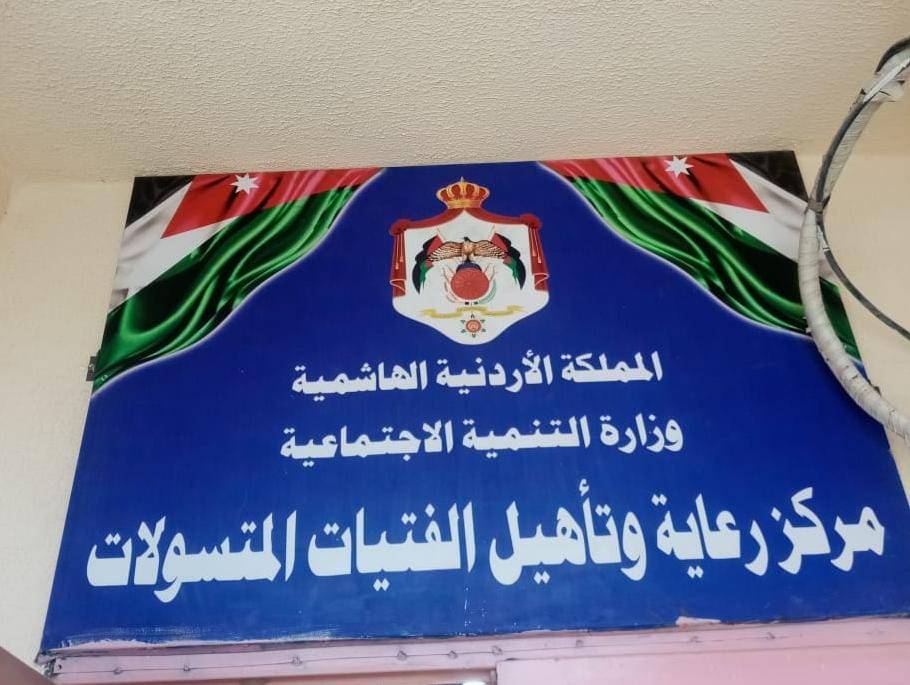 المملكة الأردنية الهاشمية
وزارة التنمية الاجتماعية
مركز رعاية وتأهيل الفتيات المتسولات